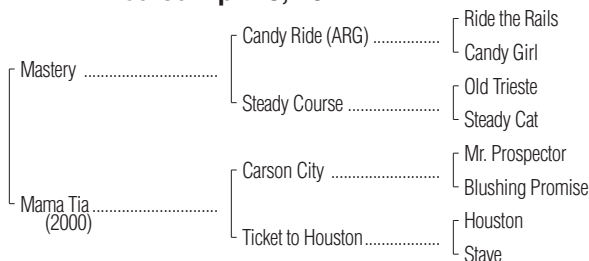 Ride the Rails
Candy Ride (ARG) ..................
Candy Girl
Mastery ....................................
Old Trieste
Steady Course ........................
Steady Cat
Mr. Prospector
Carson City ............................
Blushing Promise
Mama Tia .................................
(2000)
Houston
Ticket to Houston ...................
Stave